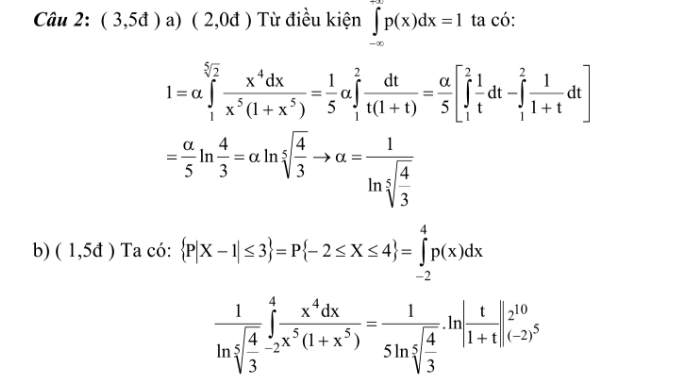 Câu 2: ( 3,5đ ) a) ( 2,0đ ) Từ điều kiện ∫_{-∞}^{+∞} p(x)dx = 1 ta có:
1 = α ∫_{1}^{⁵√2} x⁴dx / (x⁵(1 + x⁵)) = 1/5 α ∫_{1}^{2} dt / (t(1 + t)) = α/5 [ ∫_{1}^{2} 1/t dt − ∫_{1}^{2} 1/(1 + t) dt ]
= α/5 ln 4/3 = α ln ⁵√(4/3) → α = 1 / (ln ⁵√(4/3))
b) ( 1,5đ ) Ta có: {P|X − 1| ≤ 3} = P{− 2 ≤ X ≤ 4} = ∫_{-2}^{4} p(x)dx
1 / (ln ⁵√(4/3)) ∫_{-2}^{4} x⁴dx / (x⁵(1 + x⁵)) = 1 / (5 ln ⁵√(4/3)) . ln|t / (1 + t)| |_{(−2)⁵}^{2¹⁰}